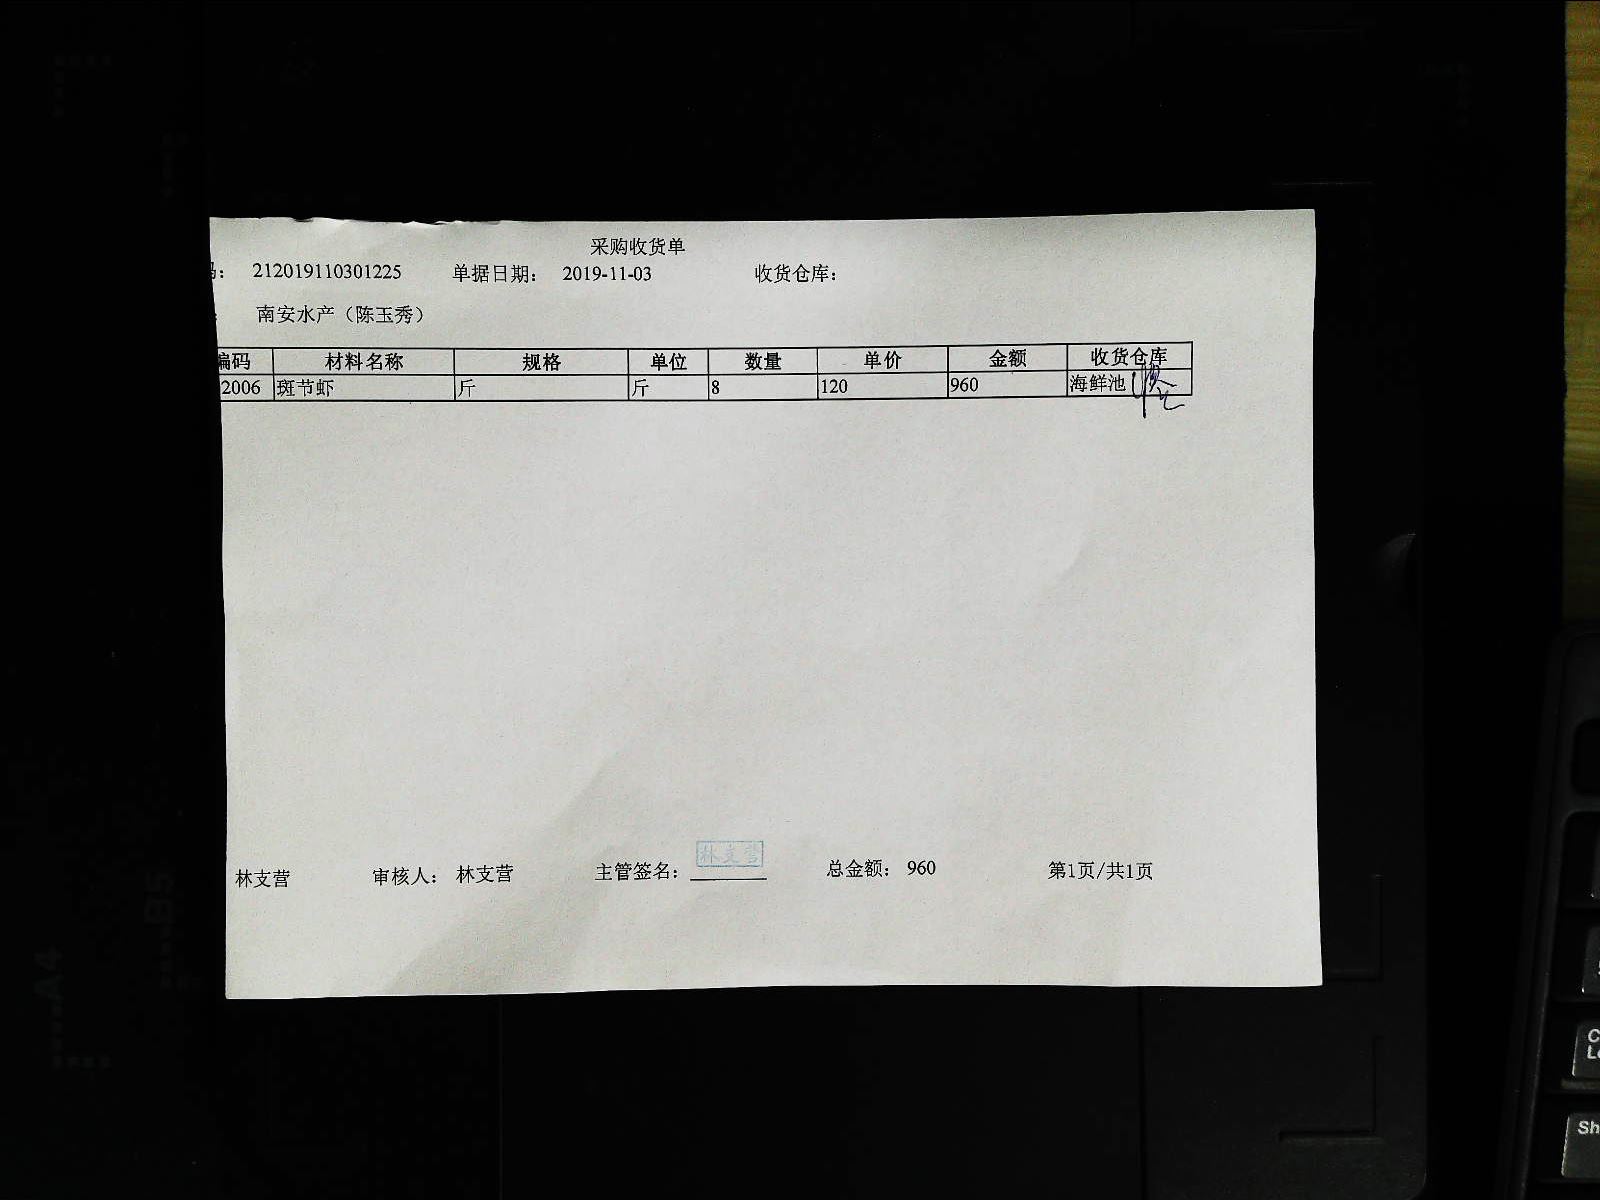 采购收货单
码： 212019110301225 单据日期： 2019-11-03 收货仓库：
： 南安水产（陈玉秀）
编码 材料名称 规格 单位 数量 单价 金额 收货仓库
2006 斑节虾 斤 斤 8 120 960 海鲜池
林支营
林支营 审核人： 林支营 主管签名： 总金额： 960 第1页/共1页
A4
B5
Sh